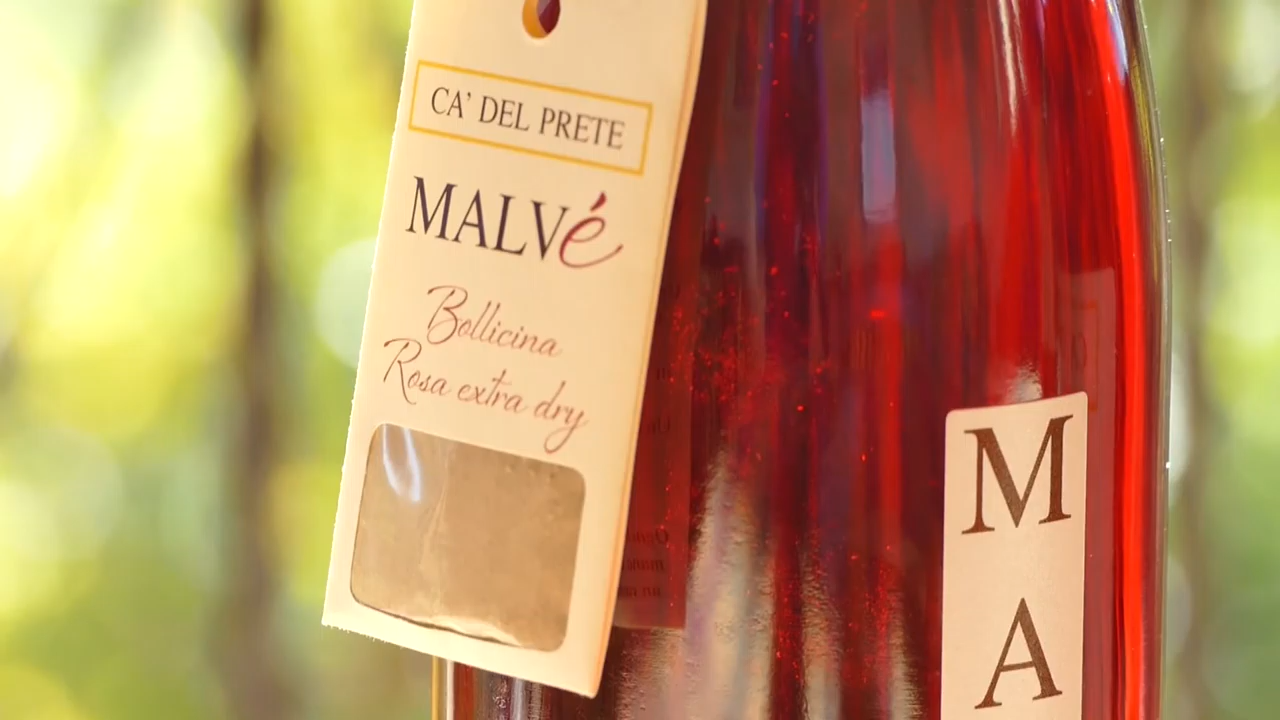 CA' DEL PRETE
MALVé
Bollicina
Rosa extra dry
M
A